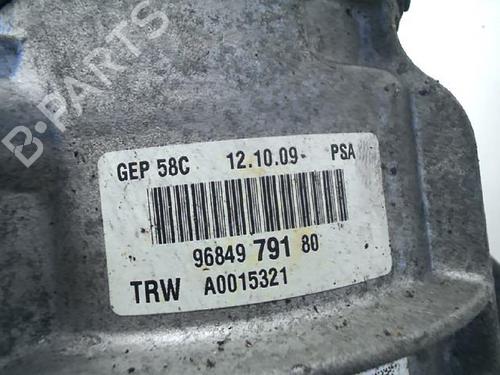 B-PARTS
GEP 58C 12.10.09 PSA
96849 791 80
TRW A0015321